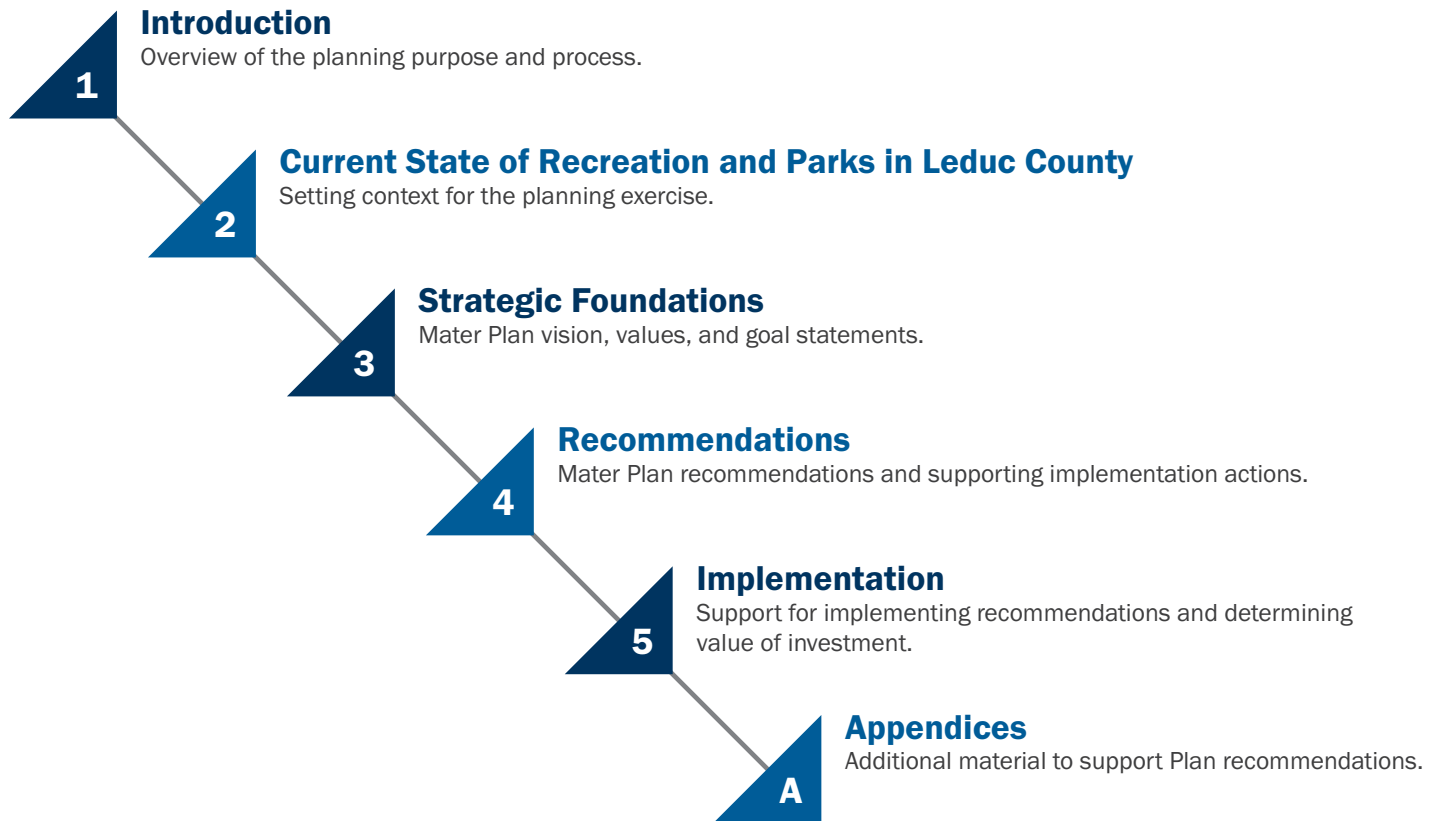 1
Introduction
Overview of the planning purpose and process.
2
Current State of Recreation and Parks in Leduc County
Setting context for the planning exercise.
3
Strategic Foundations
Mater Plan vision, values, and goal statements.
4
Recommendations
Mater Plan recommendations and supporting implementation actions.
5
Implementation
Support for implementing recommendations and determining
value of investment.
A
Appendices
Additional material to support Plan recommendations.